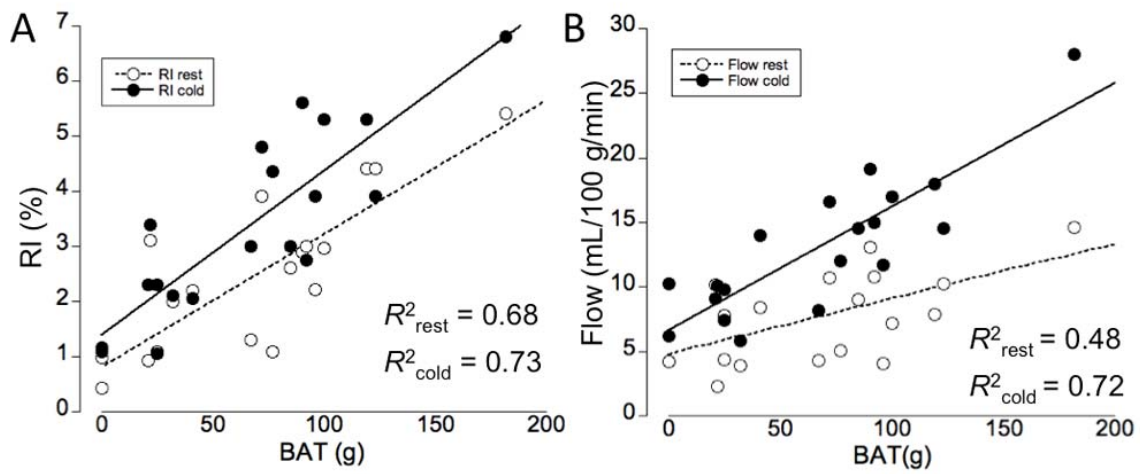 A
7
6
5
4
3
2
1
0
RI (%)
RI rest
RI cold
R²rest = 0.68
R²cold = 0.73
0 50 100 150 200
BAT (g)
B
30
25
20
15
10
5
0
Flow (mL/100 g/min)
Flow rest
Flow cold
R²rest = 0.48
R²cold = 0.72
0 50 100 150 200
BAT(g)